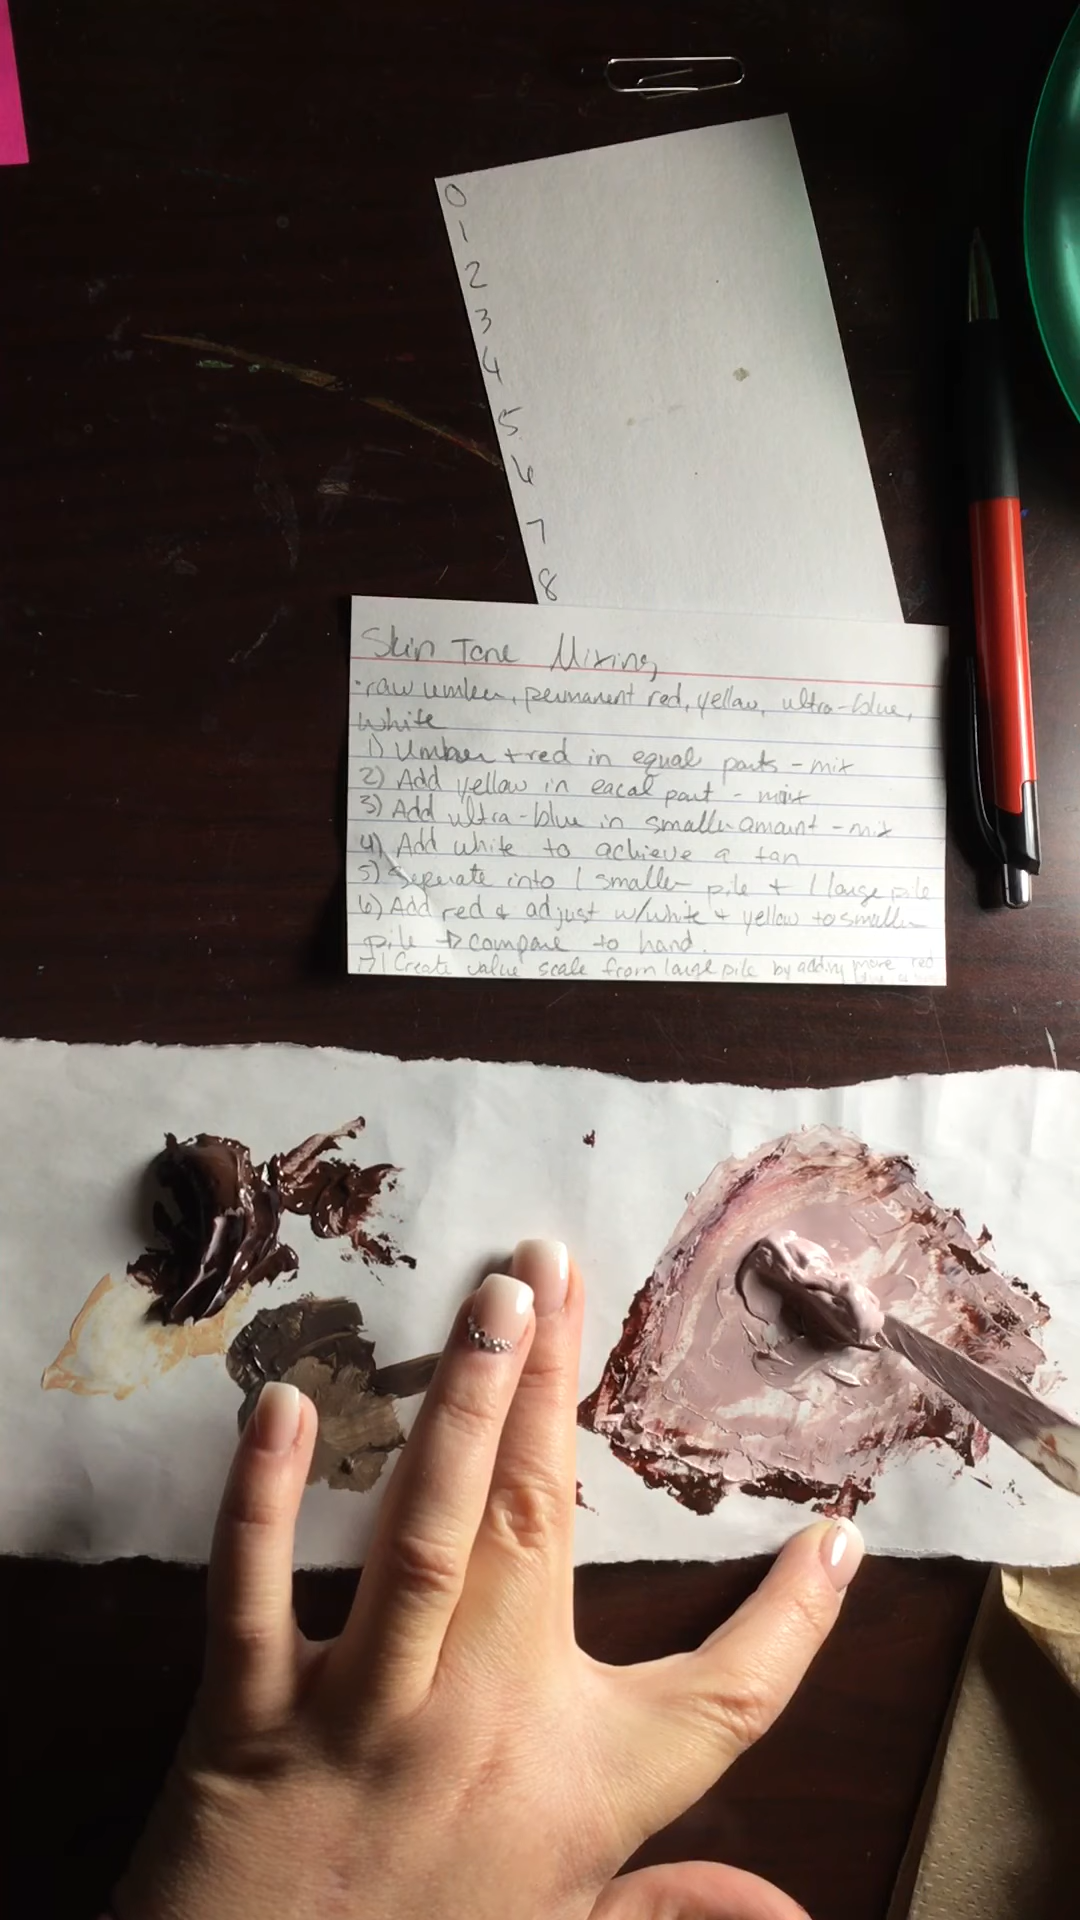 0
1
2
3
4
5
6
7
8
Skin Tone Mixing
·raw umber, permanent red, yellow, ultra-blue,
white
1) Umber + red in equal parts - mix
2) Add yellow in eacal part - mix
3) Add ultra-blue in smaller amount - mix
4) Add white to achieve a tan
5) Seperate into 1 smaller pile + 1 large pile
6) Add red & adjust w/white + yellow to smaller
pile → compare to hand.
7) Create value scale from large pile by adding more red